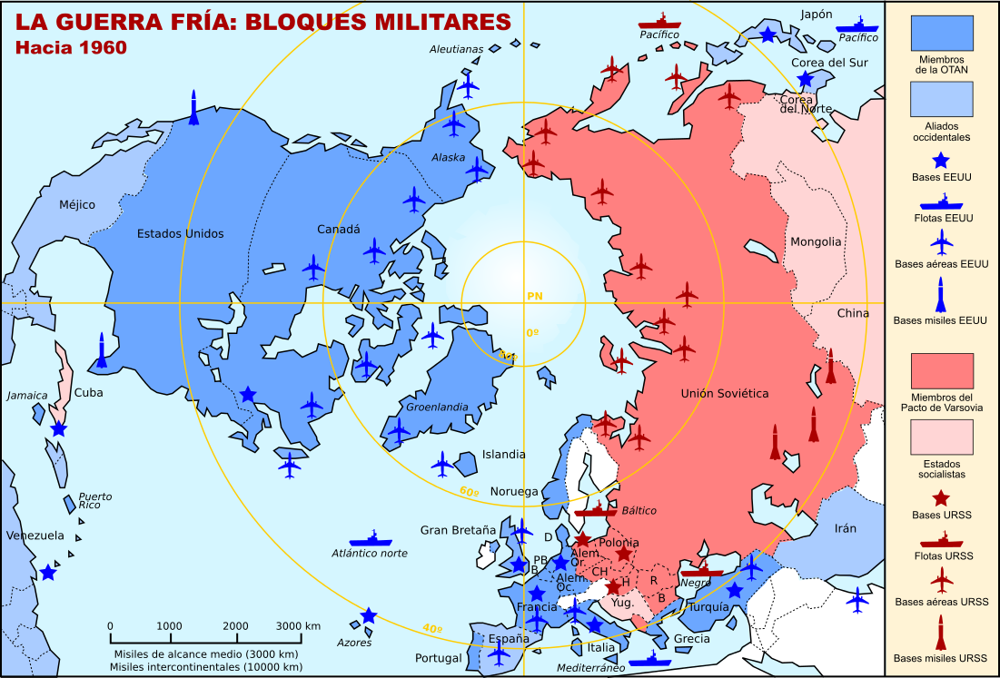 LA GUERRA FRÍA: BLOQUES MILITARES
Hacia 1960
Aleutianas
Pacífico
Japón
Pacífico
Corea del Sur
Corea
del Norte
Alaska
Méjico
Estados Unidos
Canadá
Mongolia
China
PN
0º
80º
Jamaica
Cuba
Groenlandia
Unión Soviética
Islandia
Noruega
60º
Puerto
Rico
Venezuela
Gran Bretaña
Báltico
Irán
D
Polonia
Atlántico norte
PB
B
Alem.
Or.
CH
Alem.
Oc.
H
R
Negro
B
Francia
Yug.
Turquía
40º
Azores
España
Portugal
Italia
Grecia
Mediterráneo
0 1000 2000 3000 km
Misiles de alcance medio (3000 km)
Misiles intercontinentales (10000 km)
Miembros
de la OTAN
Aliados
occidentales
Bases EEUU
Flotas EEUU
Bases aéreas EEUU
Bases misiles EEUU
Miembros del
Pacto de Varsovia
Estados
socialistas
Bases URSS
Flotas URSS
Bases aéreas URSS
Bases misiles URSS